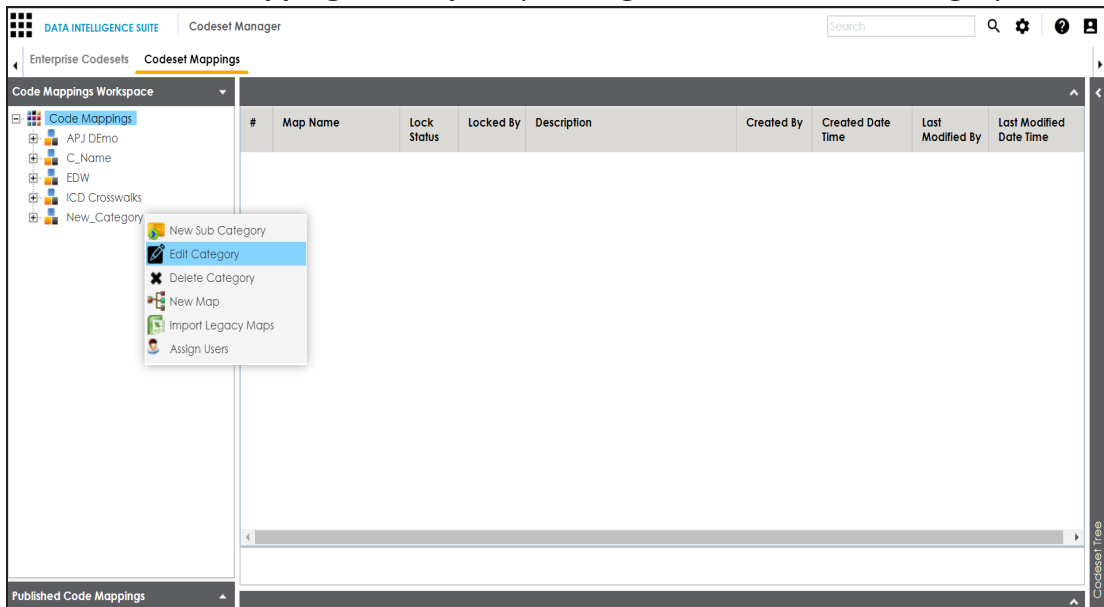 DATA INTELLIGENCE SUITE Codeset Manager Search
Enterprise Codesets Codeset Mappings
Code Mappings Workspace
Code Mappings
APJ DEmo
C_Name
EDW
ICD Crosswalks
New_Category
New Sub Category
Edit Category
Delete Category
New Map
Import Legacy Maps
Assign Users
# Map Name Lock Status Locked By Description Created By Created Date Time Last Modified By Last Modified Date Time
Codeset Tree
Published Code Mappings